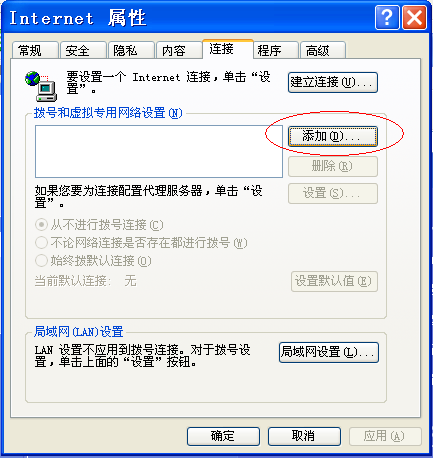 Internet 属性
常规 安全 隐私 内容 连接 程序 高级
要设置一个 Internet 连接，单击“设
置”。
建立连接(U)...
拨号和虚拟专用网络设置(N)
添加(D)...
删除(R)
如果您要为连接配置代理服务器，单击“设
置”。
设置(S)...
从不进行拨号连接(C)
不论网络连接是否存在都进行拨号(W)
始终拨默认连接(O)
当前默认连接: 无
设置默认值(E)
局域网(LAN)设置
LAN 设置不应用到拨号连接。对于拨号设
置，单击上面的“设置”按钮。
局域网设置(L)...
确定 取消 应用(A)